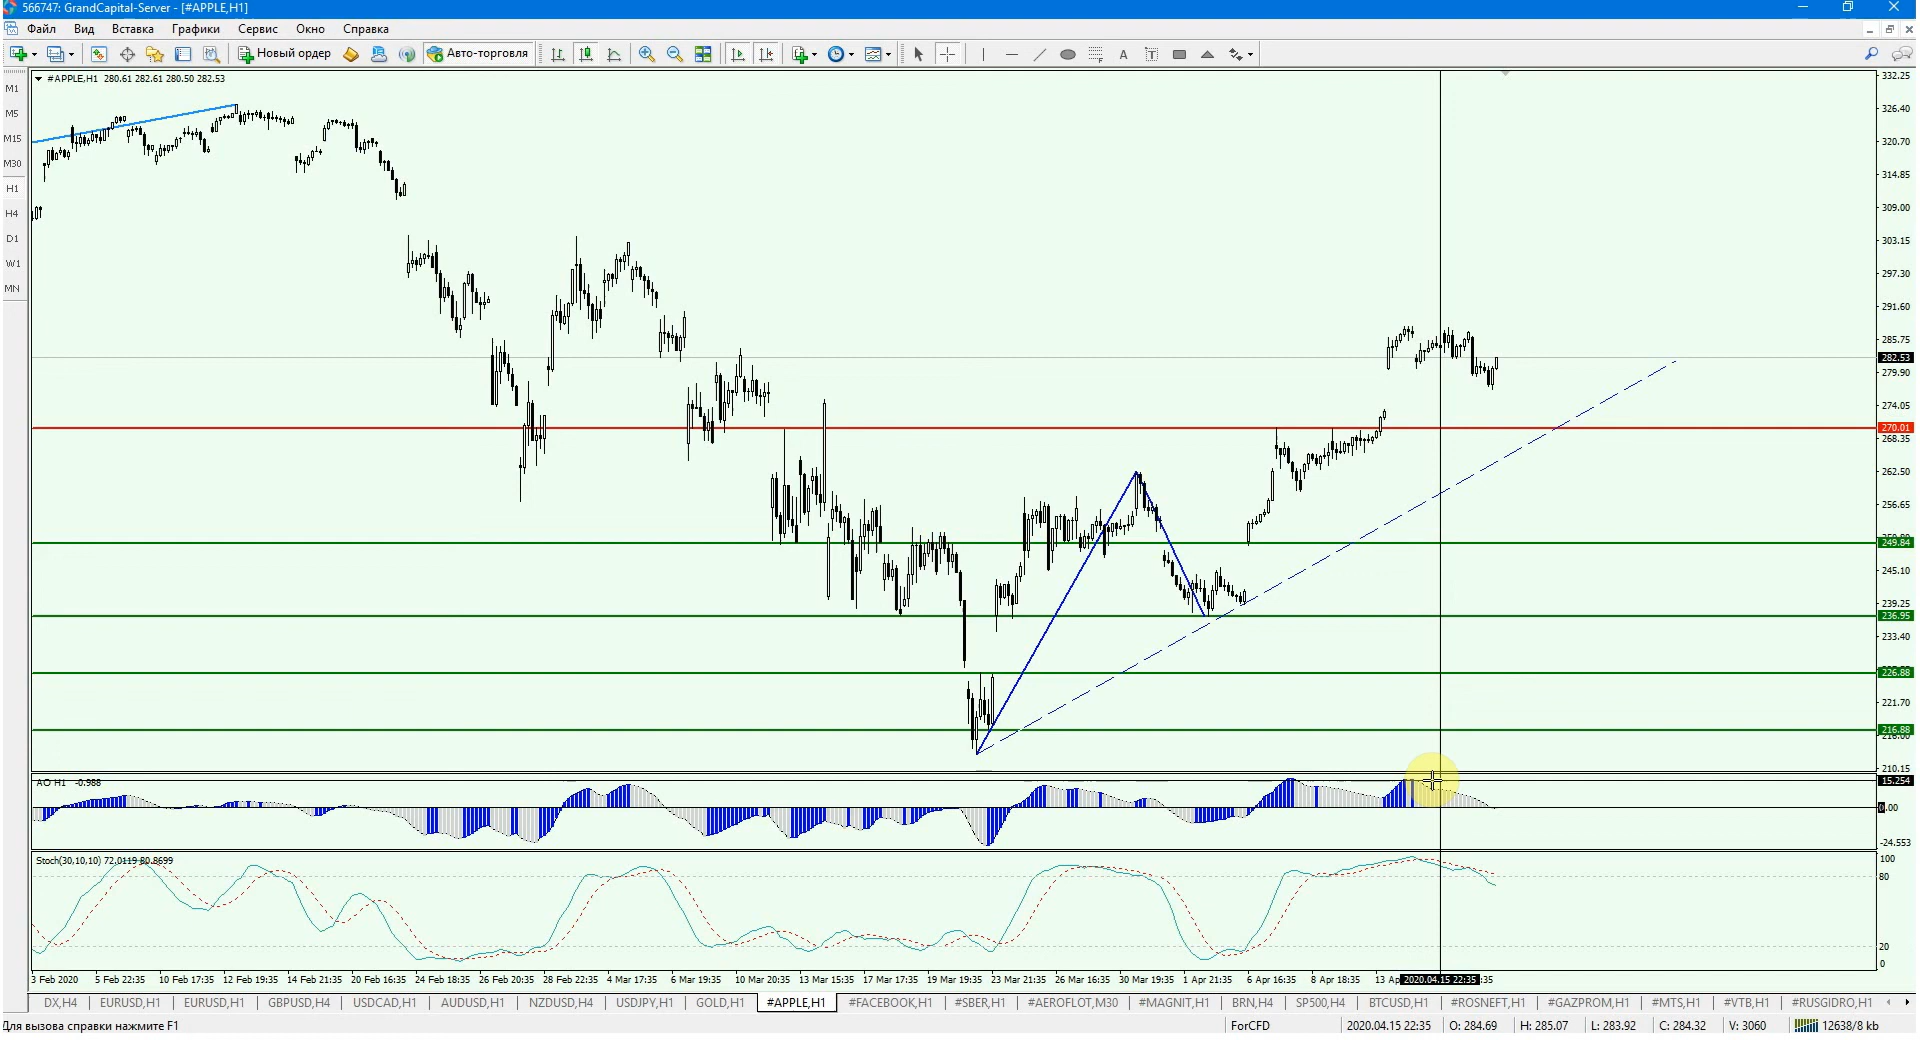 566747: GrandCapital-Server - [#APPLE,H1]
Файл Вид Вставка Графики Сервис Окно Справка
Новый ордер Авто-торговля A T
M1
M5
M15
M30
H1
H4
D1
W1
MN
#APPLE,H1 280.61 282.61 280.50 282.53
332.25
326.40
320.70
314.85
309.00
303.15
297.30
291.60
285.75
282.53
279.90
274.05
270.01
268.35
262.50
256.65
249.84
245.10
239.25
236.95
233.40
226.88
221.70
216.88
216.00
210.15
AO H1 -0.988
15.254
0.00
-24.553
Stoch(30,10,10) 72.0119 80.8699
100
80
20
0
3 Feb 2020 5 Feb 22:35 10 Feb 17:35 12 Feb 19:35 14 Feb 21:35 20 Feb 16:35 24 Feb 18:35 26 Feb 20:35 28 Feb 22:35 4 Mar 17:35 6 Mar 19:35 10 Mar 20:35 13 Mar 15:35 17 Mar 17:35 19 Mar 19:35 23 Mar 21:35 26 Mar 16:35 30 Mar 19:35 1 Apr 21:35 6 Apr 16:35 8 Apr 18:35 13 Ap 2020.04.15 22:35 :35
DX,H4 EURUSD,H1 EURUSD,H1 GBPUSD,H4 USDCAD,H1 AUDUSD,H1 NZDUSD,H4 USDJPY,H1 GOLD,H1 #APPLE,H1 #FACEBOOK,H1 #SBER,H1 #AEROFLOT,M30 #MAGNIT,H1 BRN,H4 SP500,H4 BTCUSD,H1 #ROSNEFT,H1 #GAZPROM,H1 #MTS,H1 #VTB,H1 #RUSGIDRO,H1
Для вызова справки нажмите F1 ForCFD 2020.04.15 22:35 O: 284.69 H: 285.07 L: 283.92 C: 284.32 V: 3060 12638/8 kb